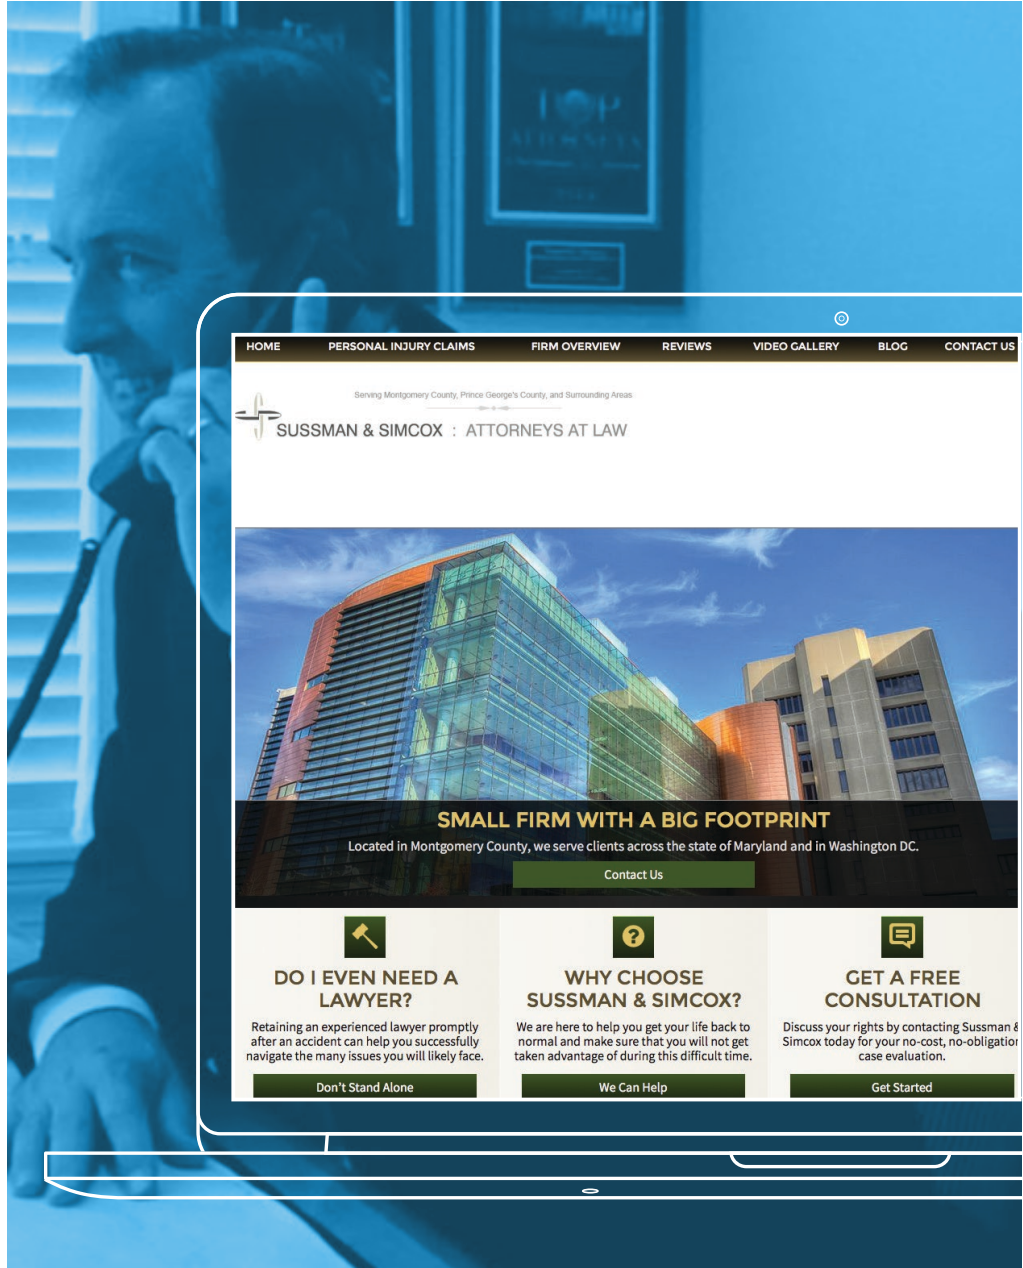 TOP
ATTORNEYS
HOME PERSONAL INJURY CLAIMS FIRM OVERVIEW REVIEWS VIDEO GALLERY BLOG CONTACT US
Serving Montgomery County, Prince George's County, and Surrounding Areas
SUSSMAN & SIMCOX : ATTORNEYS AT LAW
SMALL FIRM WITH A BIG FOOTPRINT
Located in Montgomery County, we serve clients across the state of Maryland and in Washington DC.
Contact Us
DO I EVEN NEED A
LAWYER?
Retaining an experienced lawyer promptly
after an accident can help you successfully
navigate the many issues you will likely face.
Don't Stand Alone
WHY CHOOSE
SUSSMAN & SIMCOX?
We are here to help you get your life back to
normal and make sure that you will not get
taken advantage of during this difficult time.
We Can Help
GET A FREE
CONSULTATION
Discuss your rights by contacting Sussman &
Simcox today for your no-cost, no-obligation
case evaluation.
Get Started